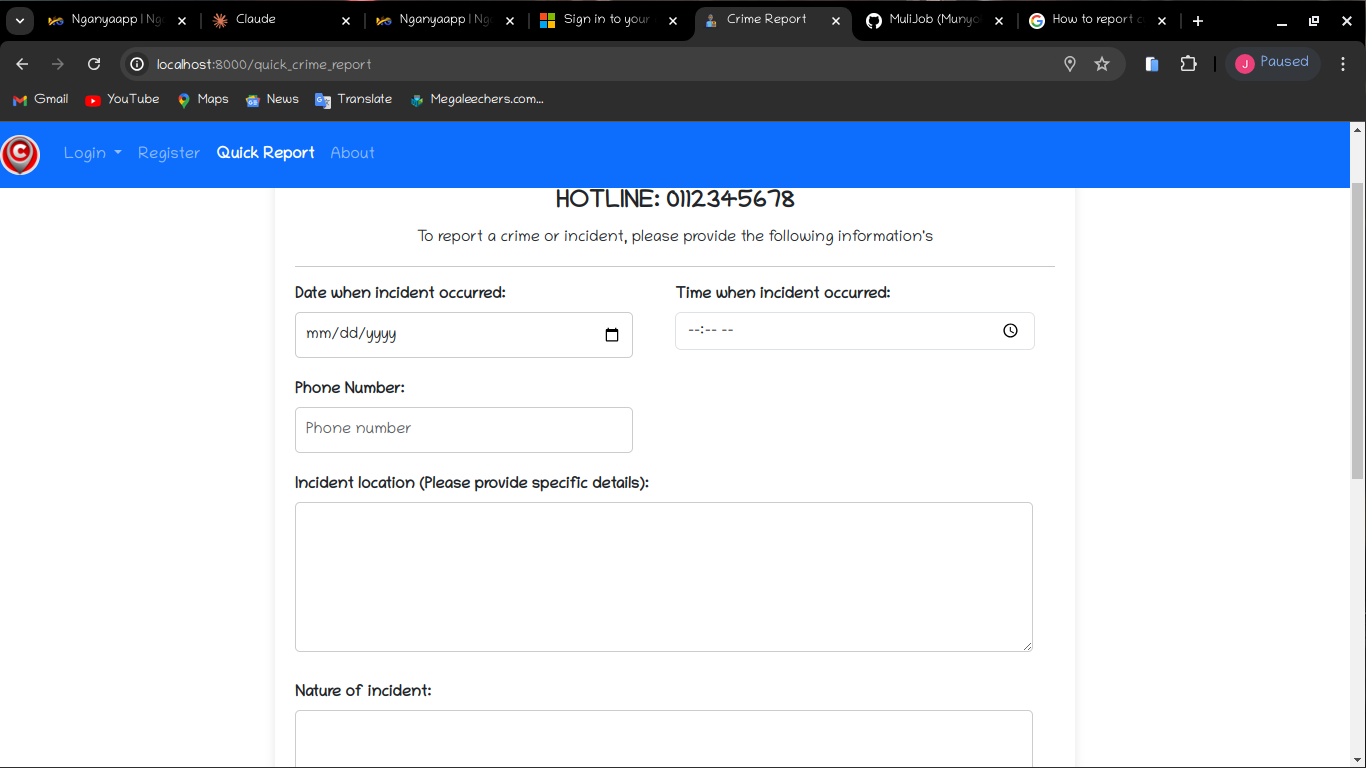 Nganyaapp | Ng
Claude
Nganyaapp | Ng
Sign in to your
Crime Report
MuliJob (Munyo
How to report c
localhost:8000/quick_crime_report
J Paused
Gmail YouTube Maps News Translate Megaleechers.com...
C Login Register Quick Report About
HOTLINE: 0112345678
To report a crime or incident, please provide the following information's
Date when incident occurred: Time when incident occurred:
mm/dd/yyyy --:-- --
Phone Number:
Phone number
Incident location (Please provide specific details):
Nature of incident: